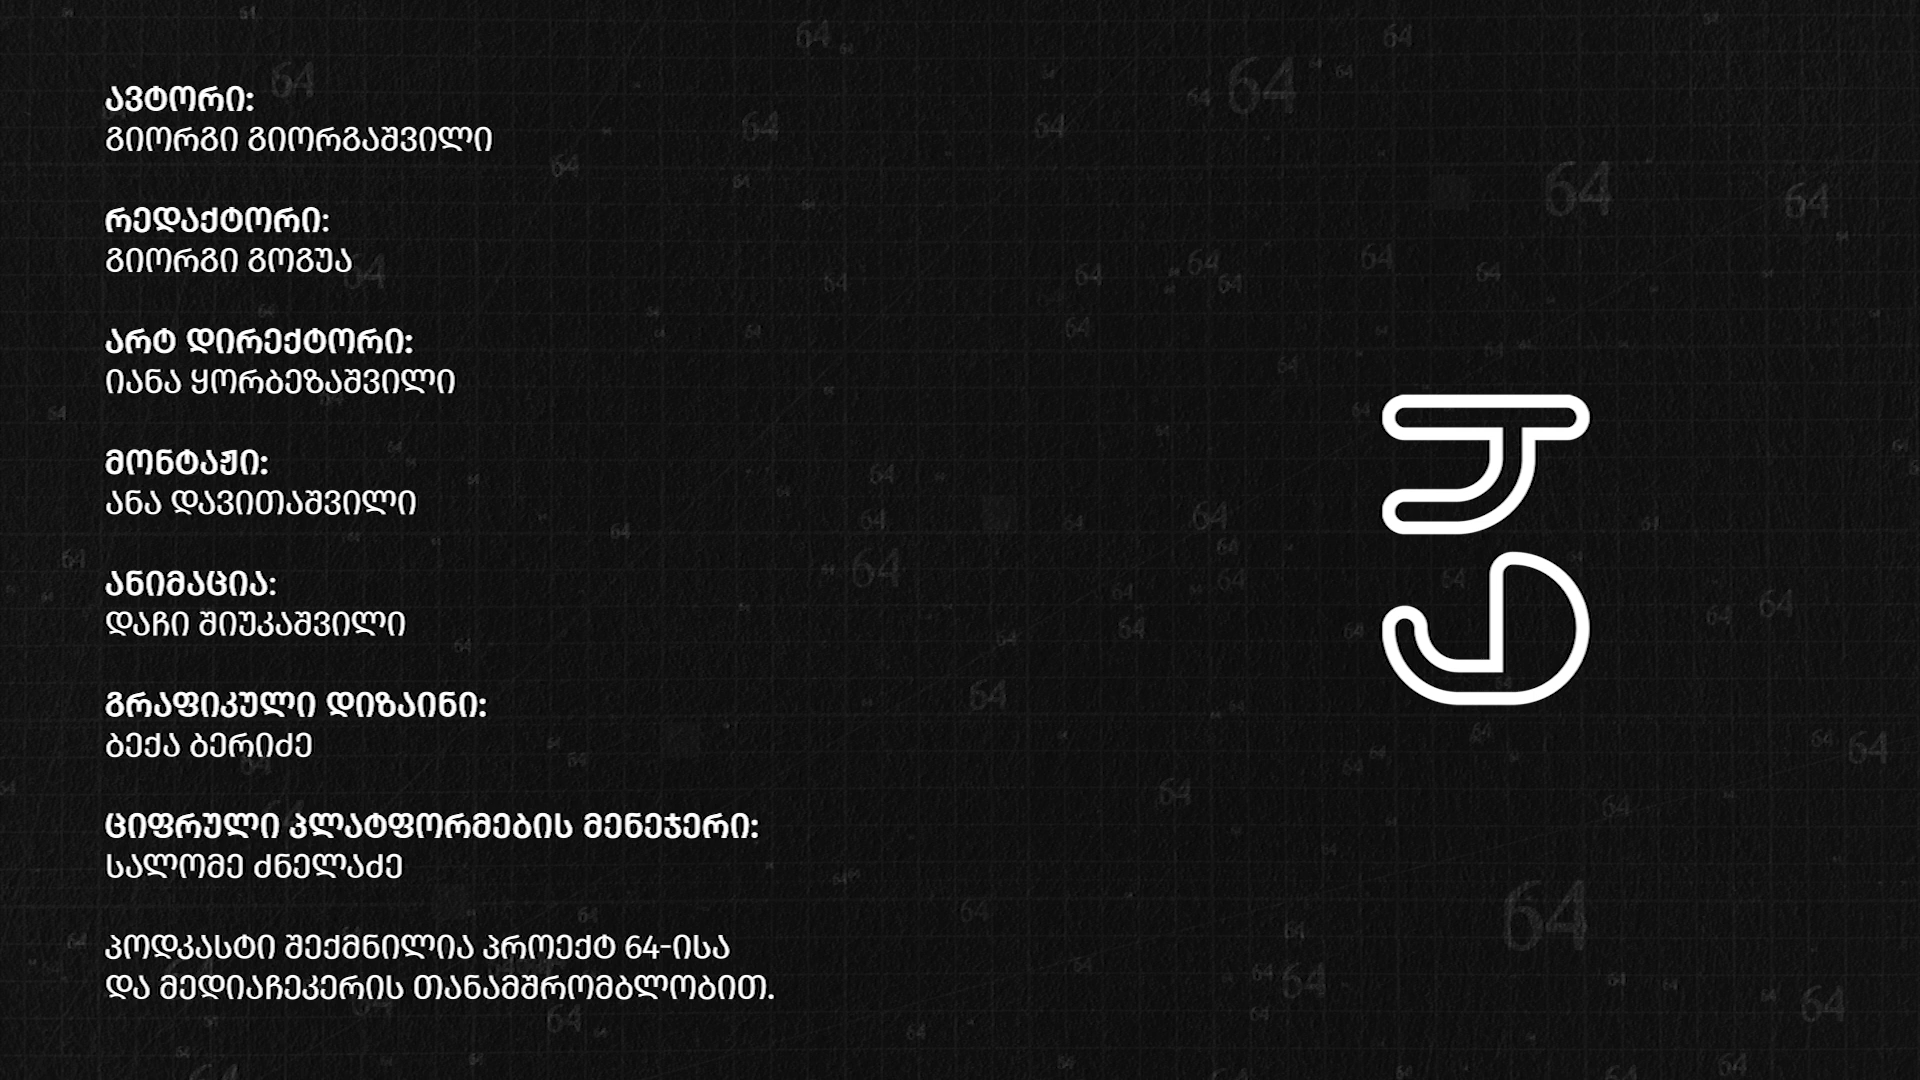 ავტორი:
გიორგი გიორგაშვილი
რედაქტორი:
გიორგი გოგუა
არტ დირექტორი:
იანა ყორბეზაშვილი
მონტაჟი:
ანა დავითაშვილი
ანიმაცია:
დაჩი შიუკაშვილი
გრაფიკული დიზაინი:
ბექა ბერიძე
ციფრული პლატფორმების მენეჯერი:
სალომე ძნელაძე
პოდკასტი შექმნილია პროექტ 64-ისა
და მედიაჩეკერის თანამშრომბლობით.